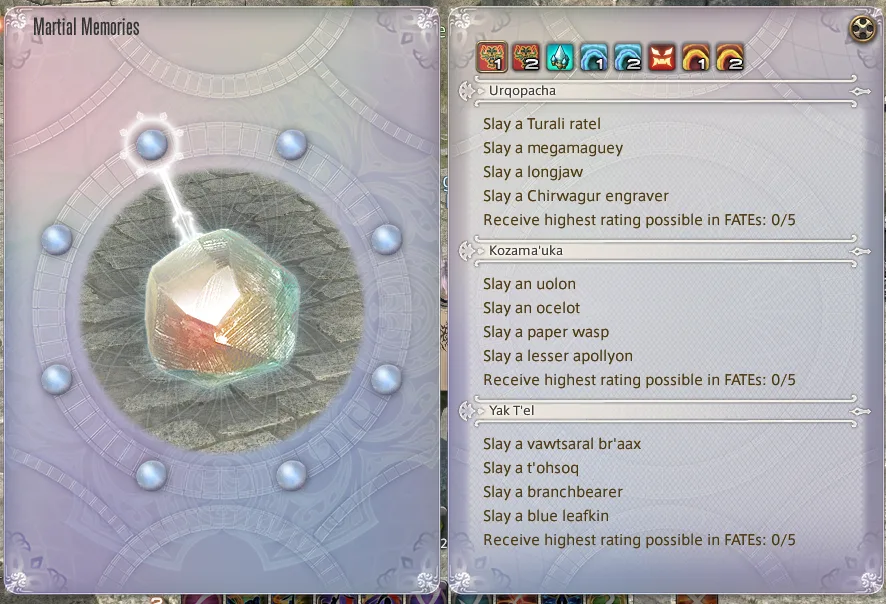 Martial Memories
1 2 1 2 1 2
Urqopacha
Slay a Turali ratel
Slay a megamaguey
Slay a longjaw
Slay a Chirwagur engraver
Receive highest rating possible in FATEs: 0/5
Kozama'uka
Slay an uolon
Slay an ocelot
Slay a paper wasp
Slay a lesser apollyon
Receive highest rating possible in FATEs: 0/5
Yak T'el
Slay a vawtsaral br'aax
Slay a t'ohsoq
Slay a branchbearer
Slay a blue leafkin
Receive highest rating possible in FATEs: 0/5